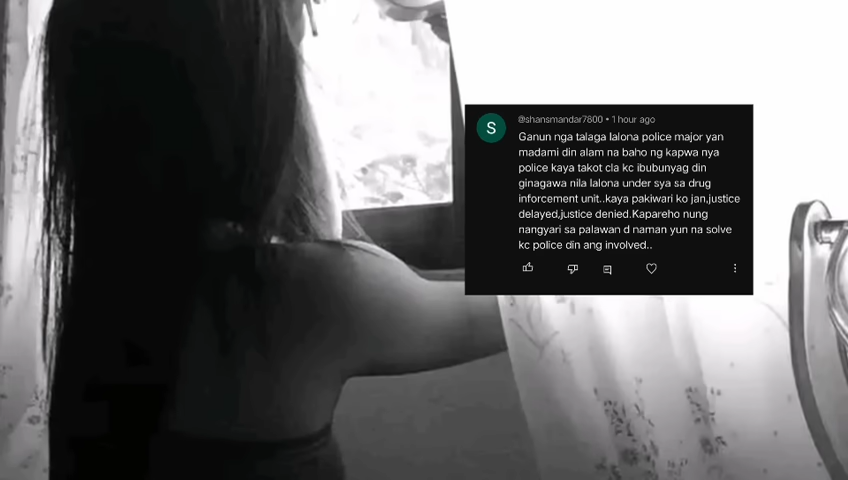 S
@shansmandar7800 • 1 hour ago
Ganun nga talaga lalona police major yan
madami din alam na baho ng kapwa nya
police kaya takot cla kc ibubunyag din
ginagawa nila lalona under sya sa drug
inforcement unit..kaya pakiwari ko jan,justice
delayed,justice denied.Kapareho nung
nangyari sa palawan d naman yun na solve
kc police din ang involved..